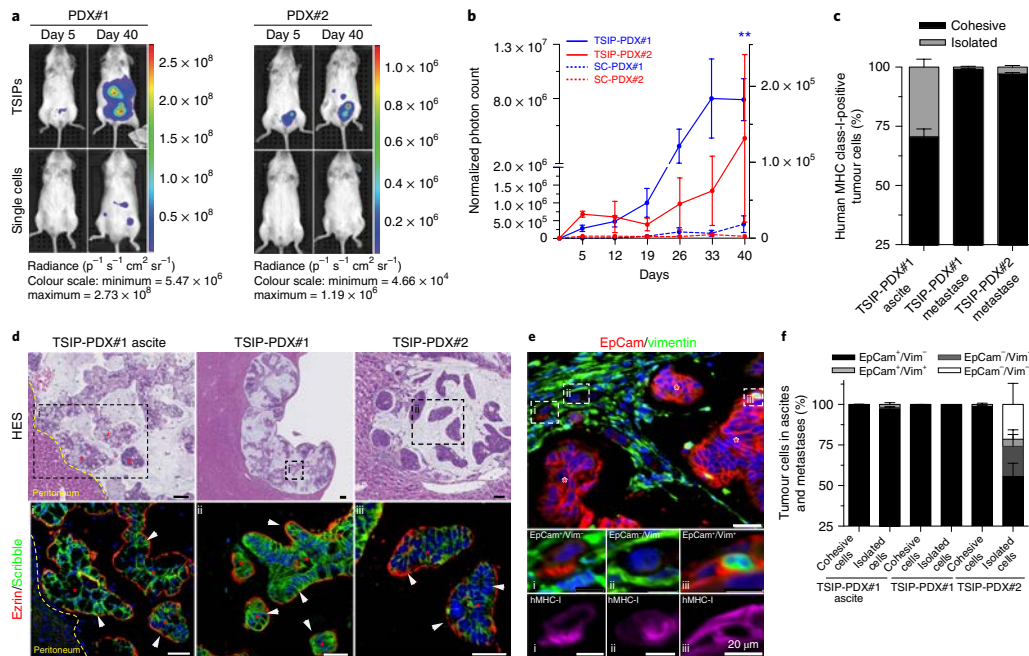 a
PDX#1
PDX#2
Day 5 Day 40
Day 5 Day 40
TSIPs
Single cells
2.5 × 10⁸
2.0 × 10⁸
1.5 × 10⁸
1.0 × 10⁸
0.5 × 10⁸
1.0 × 10⁶
0.8 × 10⁶
0.6 × 10⁶
0.4 × 10⁶
0.2 × 10⁶
Radiance (p⁻¹ s⁻¹ cm² sr⁻¹)
Colour scale: minimum = 5.47 × 10⁶
maximum = 2.73 × 10⁸
Radiance (p⁻¹ s⁻¹ cm² sr⁻¹)
Colour scale: minimum = 4.66 × 10⁴
maximum = 1.19 × 10⁶
b
TSIP-PDX#1
TSIP-PDX#2
SC-PDX#1
SC-PDX#2
**
Normalized photon count
1.3 × 10⁷
8.0 × 10⁶
2.0 × 10⁶
1.5 × 10⁶
1.0 × 10⁶
5.0 × 10⁵
0
2 × 10⁵
1 × 10⁵
0
5 12 19 26 33 40
Days
c
Cohesive
Isolated
Human MHC class-I-positive
tumour cells (%)
100
75
50
25
TSIP-PDX#1
ascite
TSIP-PDX#1
metastase
TSIP-PDX#2
metastase
d
TSIP-PDX#1 ascite
TSIP-PDX#1
TSIP-PDX#2
HES
Peritoneum
i
ii
iii
Ezrin/Scribble
i
ii
iii
Peritoneum
e
EpCam/vimentin
i
ii
iii
EpCam⁺/Vim⁻
EpCam⁻/Vim⁻
EpCam⁺/Vim⁺
i
ii
iii
hMHC-I
hMHC-I
hMHC-I
i
ii
iii
20 µm
f
EpCam⁺/Vim⁻
EpCam⁻/Vim⁺
EpCam⁺/Vim⁺
EpCam⁻/Vim⁻
Tumour cells in ascites
and metastases (%)
100
75
50
25
Cohesive
cells
Isolated
cells
Cohesive
cells
Isolated
cells
Cohesive
cells
Isolated
cells
TSIP-PDX#1
ascite
TSIP-PDX#1
TSIP-PDX#2